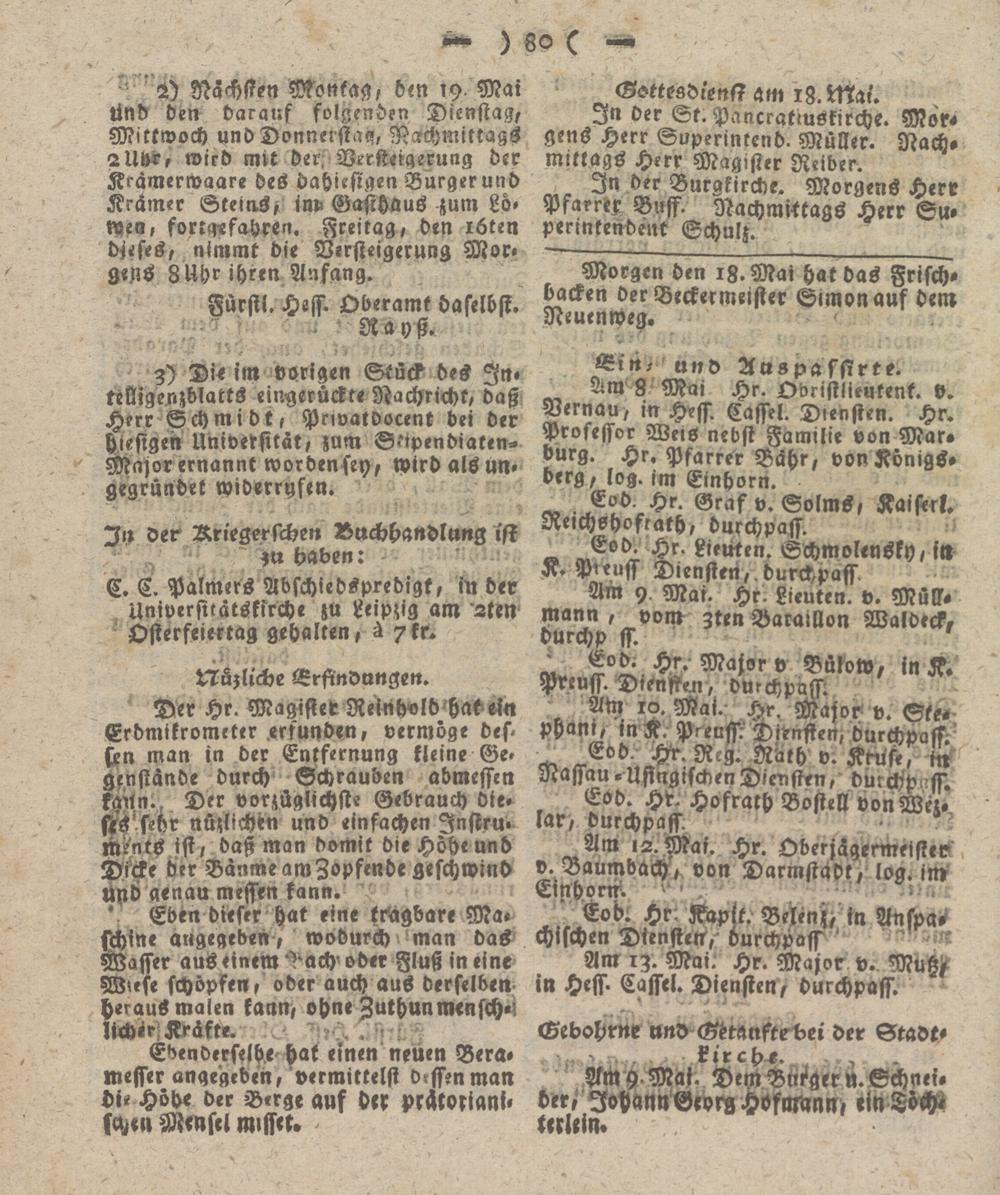 — ) 80 ( —
2) Nächsten Montag, den 19. Mai
und den darauf folgenden Dienstag,
Mittwoch und Donnerstag, Nachmittags
2 Uhr, wird mit der Versteigerung der
Krämerwaare des dahiesigen Burger und
Krämer Steins, im Gasthaus zum Lö-
wen, fortgefahren. Freitag, den 16ten
dieses, nimmt die Versteigerung Mor-
gens 8 Uhr ihren Anfang.
Fürstl. Hess. Oberamt daselbst.
Rayß.
3) Die im vorigen Stück des In-
telligenzblatts eingerückte Nachricht, daß
Herr Schmidt, Privatdocent bei der
hiesigen Universität, zum Stipendiaten-
Major ernannt worden sey, wird als un-
gegründet widerrufen.
In der Kriegerschen Buchhandlung ist
zu haben:
C. C. Palmers Abschiedspredigt, in der
Universitätskirche zu Leipzig am 2ten
Osterfeiertag gehalten, à 7 kr.
Nüzliche Erfindungen.
Der Hr. Magister Reinhold hat ein
Erdmikrometer erfunden, vermöge des-
sen man in der Entfernung kleine Ge-
genstände durch Schrauben abmessen
kann. Der vorzüglichste Gebrauch die-
ses sehr nüzlichen und einfachen Instru-
ments ist, daß man domit die Höhe und
Dicke der Bäume am Zopfende geschwind
und genau messen kann.
Eben dieser hat eine tragbare Ma-
schine angegeben, wodurch man das
Wasser aus einem Bach oder Fluß in eine
Wiese schöpfen, oder auch aus derselben
heraus malen kann, ohne Zuthun mensch-
licher Kräfte.
Ebenderselbe hat einen neuen Bera-
messer angegeben, vermittelst dessen man
die Höhe der Berge auf der prätoriani-
schen Mensel misset.
Gottesdienst am 18. Mai.
In der St. Pancratiuskirche. Mor-
gens Herr Superintend. Müller. Nach-
mittags Herr Magister Reiber.
In der Burgkirche. Morgens Herr
Pfarrer Buff. Nachmittags Herr Su-
perintendent Schulz.
Morgen den 18. Mai hat das Frisch-
backen der Beckermeister Simon auf dem
Neuenweg.
Ein- und Auspassirte.
Am 8 Mai Hr. Obristlieutent. v.
Vernau, in Hess. Cassel. Diensten. Hr.
Professor Weis nebst Familie von Mar-
burg. Hr. Pfarrer Bähr, von Königs-
berg, log. im Einhorn.
Eod. Hr. Graf v. Solms, Kaiserl.
Reichshofrath, durchpass.
Eod. Hr. Lieuten. Schmolensky, in
K. Preuss Diensten, durchpass.
Am 9. Mai. Hr. Lieuten. v. Müll-
mann, vom 3ten Bataillon Waldeck,
durchp ss.
Eod. Hr. Major v Bülow, in K.
Preuss. Diensten, durchpass.
Am 10. Mai. Hr. Major v. Ste-
phani, in K. Preuss. Diensten, durchpass.
Eod. Hr. Reg. Rath v. Kruse, in
Nassau-Usingischen Diensten, durchpass.
Eod. Hr. Hofrath Bostell von Wez-
lar, durchpass.
Am 12. Mai. Hr. Oberjägermeister
v. Baumbach, von Darmstadt, log. im
Einhorn.
Eod. Hr. Kapit. Belenz, in Anspa-
chischen Diensten, durchpass
Am 13. Mai. Hr. Major v. Mutz,
in Hess. Cassel. Diensten, durchpass.
Gebohrne und Getaufte bei der Stadt-
kirche.
Am 9. Mai. Dem Burger u. Schnei-
der, Johann Georg Hofmann, ein Töch-
terlein.